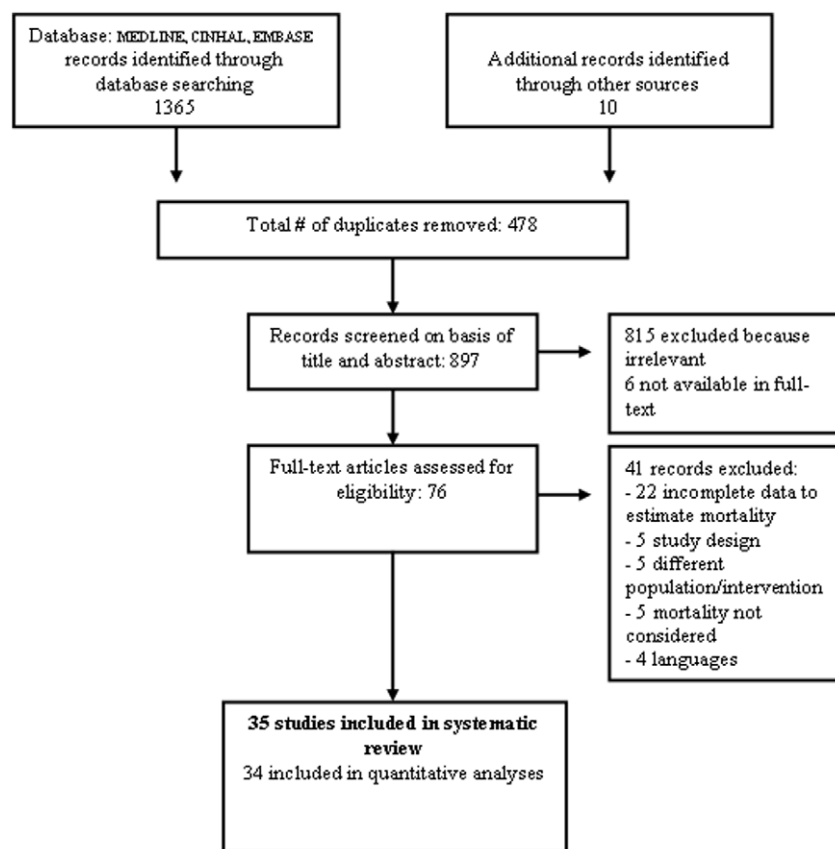 Database: MEDLINE, CINHAL, EMBASE
records identified through
database searching
1365
Additional records identified
through other sources
10
Total # of duplicates removed: 478
Records screened on basis of
title and abstract: 897
815 excluded because
irrelevant
6 not available in full-
text
Full-text articles assessed for
eligibility: 76
41 records excluded:
- 22 incomplete data to
estimate mortality
- 5 study design
- 5 different
population/intervention
- 5 mortality not
considered
- 4 languages
35 studies included in systematic
review
34 included in quantitative analyses